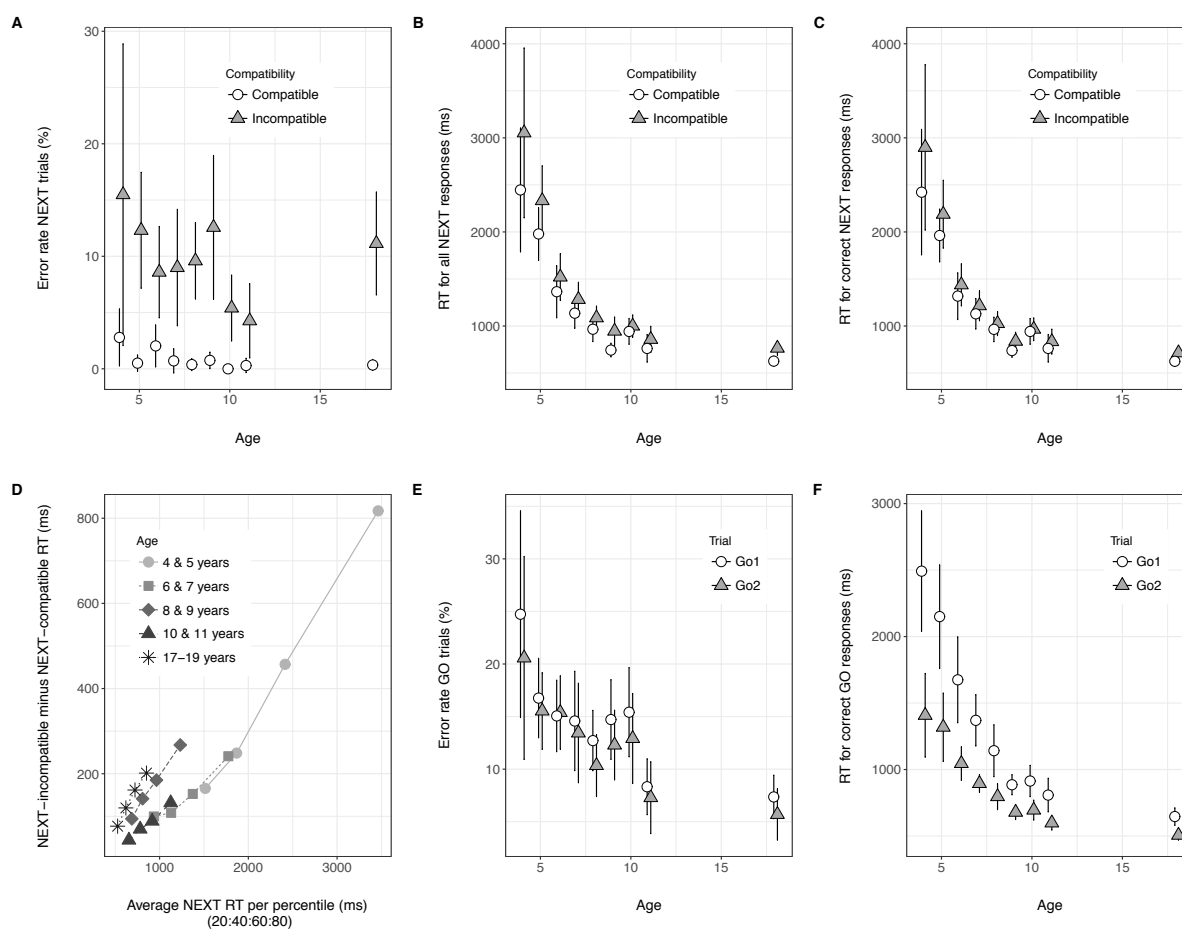 A
Error rate NEXT trials (%)
30
20
10
0
Compatibility
Compatible
Incompatible
5
10
15
Age
B
RT for all NEXT responses (ms)
4000
3000
2000
1000
Compatibility
Compatible
Incompatible
5
10
15
Age
C
RT for correct NEXT responses (ms)
4000
3000
2000
1000
Compatibility
Compatible
Incompatible
5
10
15
Age
D
NEXT−incompatible minus NEXT−compatible RT (ms)
800
600
400
200
Age
4 & 5 years
6 & 7 years
8 & 9 years
10 & 11 years
17−19 years
1000
2000
3000
Average NEXT RT per percentile (ms)
(20:40:60:80)
E
Error rate GO trials (%)
30
20
10
Trial
Go1
Go2
5
10
15
Age
F
RT for correct GO responses (ms)
3000
2000
1000
Trial
Go1
Go2
5
10
15
Age